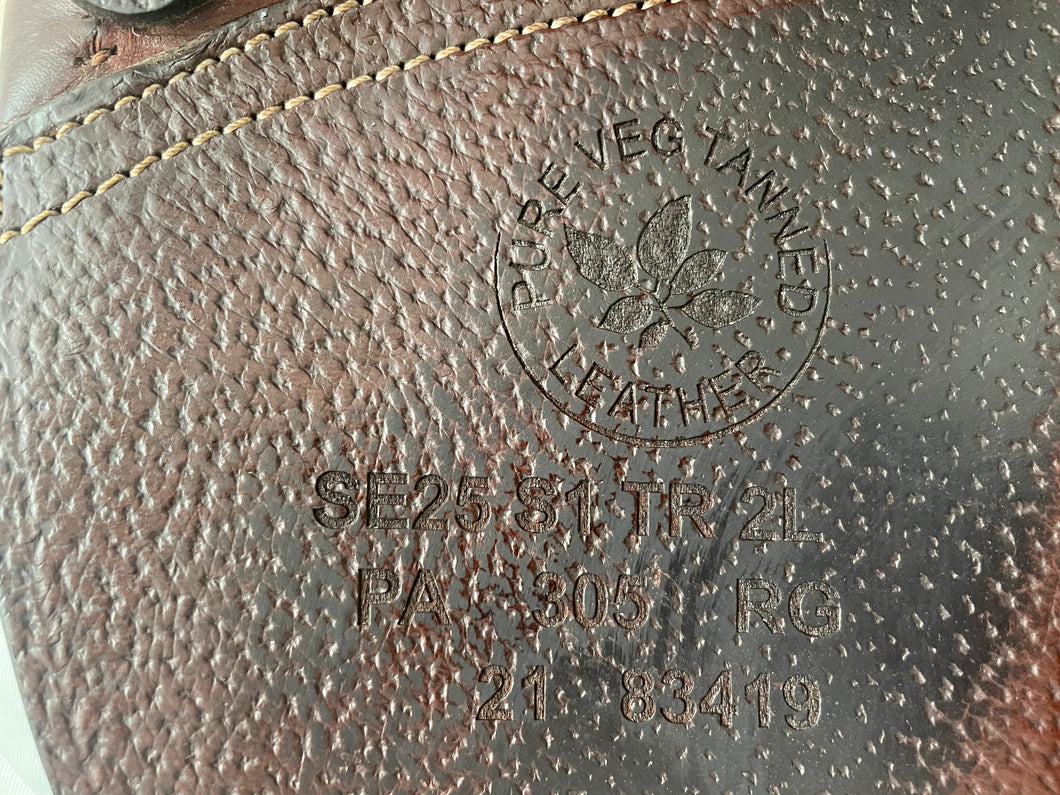 PURE VEG TANNED
LEATHER
SE25 S1 TR 2L
PA 305 RG
21 83419